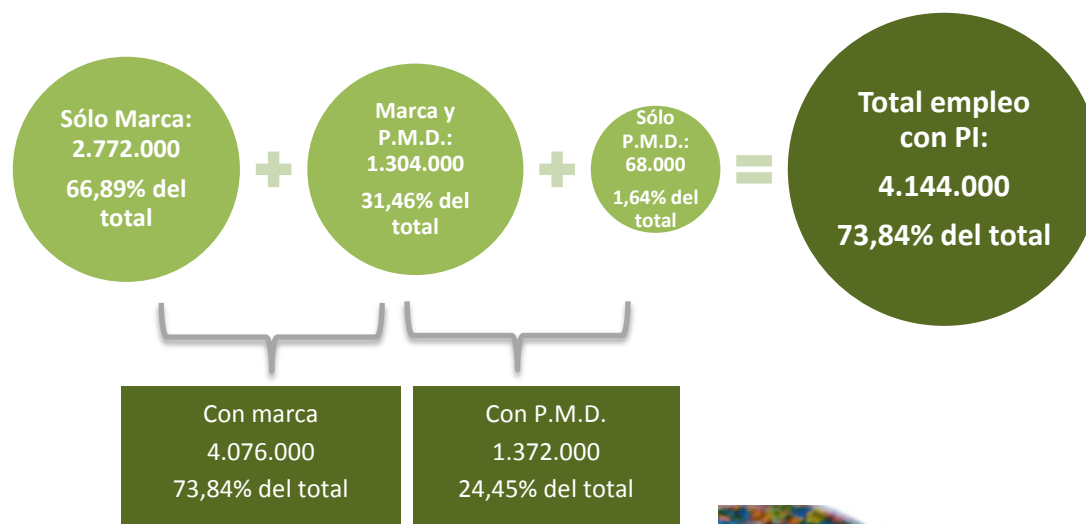 Sólo Marca:
2.772.000
66,89% del
total
Marca y
P.M.D.:
1.304.000
31,46% del
total
Sólo
P.M.D.:
68.000
1,64% del
total
Total empleo
con PI:
4.144.000
73,84% del total
Con marca
4.076.000
73,84% del total
Con P.M.D.
1.372.000
24,45% del total